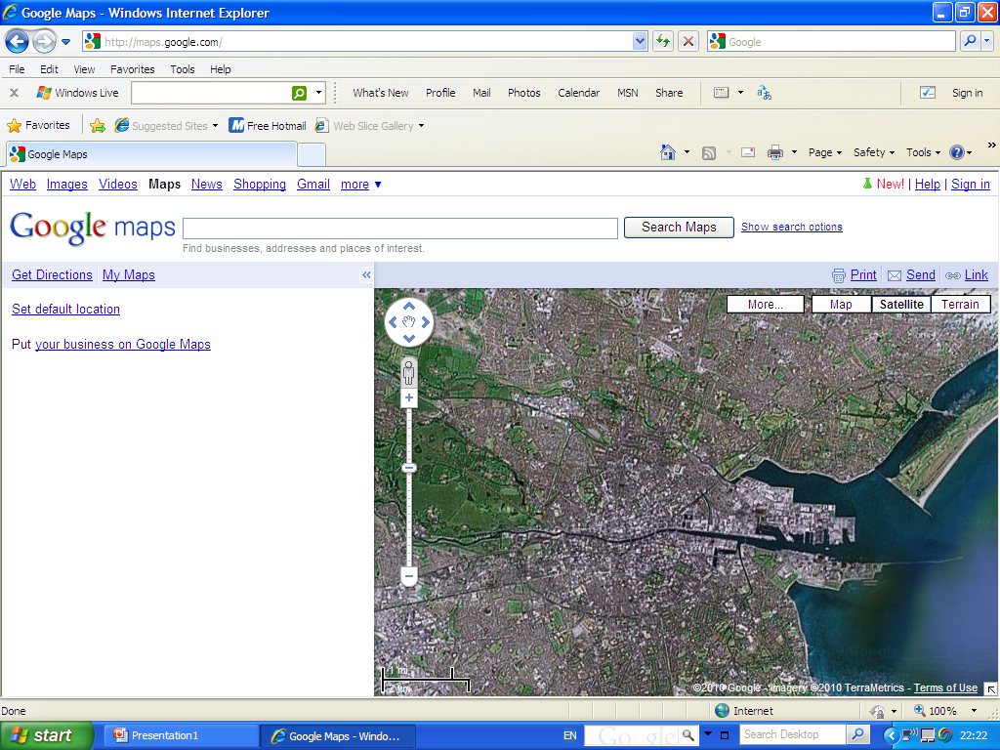 Google Maps - Windows Internet Explorer
http://maps.google.com/
Google
File Edit View Favorites Tools Help
Windows Live What's New Profile Mail Photos Calendar MSN Share Sign in
Favorites Suggested Sites Free Hotmail Web Slice Gallery
Google Maps Page Safety Tools
Web Images Videos Maps News Shopping Gmail more New! | Help | Sign in
Google maps Search Maps Show search options
Find businesses, addresses and places of interest.
Get Directions My Maps Print Send Link
Set default location More... Map Satellite Terrain
Put your business on Google Maps
1 mi
2 km
©2010 Google - Imagery ©2010 TerraMetrics - Terms of Use
Done Internet 100%
start Presentation1 Google Maps - Windo... EN Google Search Desktop 22:22